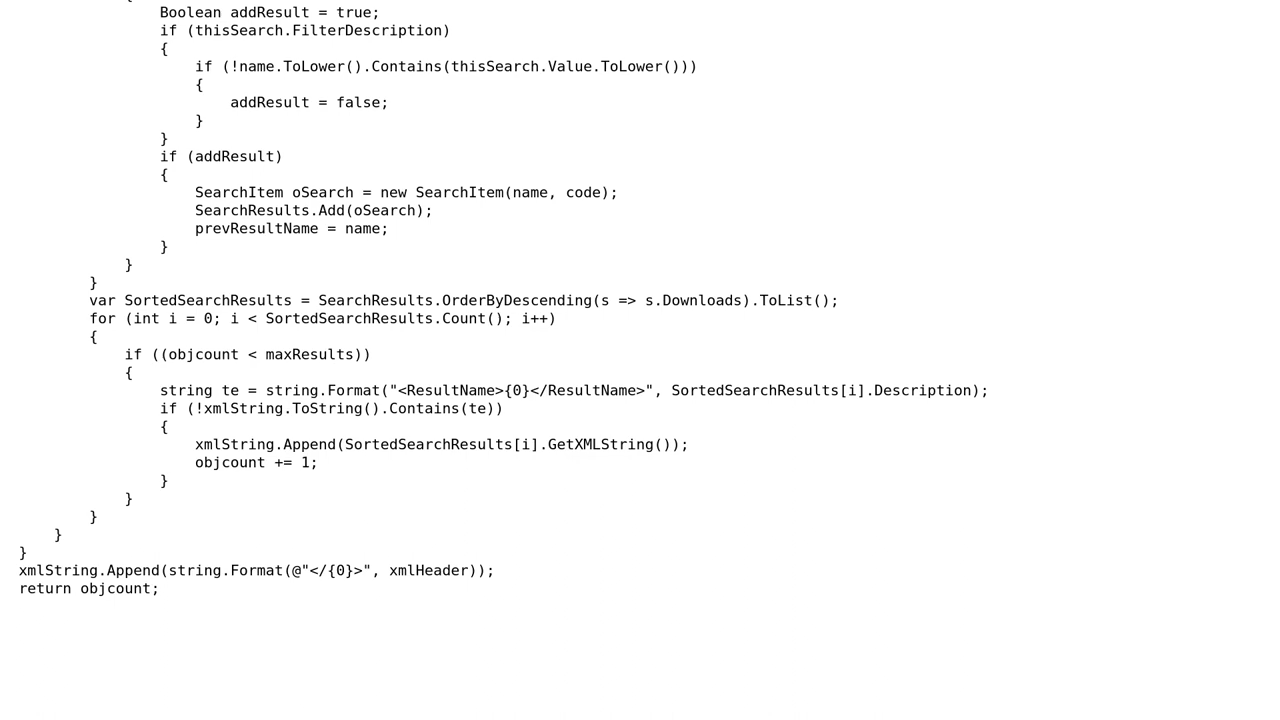 {
Boolean addResult = true;
if (thisSearch.FilterDescription)
{
if (!name.ToLower().Contains(thisSearch.Value.ToLower()))
{
addResult = false;
}
}
if (addResult)
{
SearchItem oSearch = new SearchItem(name, code);
SearchResults.Add(oSearch);
prevResultName = name;
}
}
}
var SortedSearchResults = SearchResults.OrderByDescending(s => s.Downloads).ToList();
for (int i = 0; i < SortedSearchResults.Count(); i++)
{
if ((objcount < maxResults))
{
string te = string.Format("<ResultName>{0}</ResultName>", SortedSearchResults[i].Description);
if (!xmlString.ToString().Contains(te))
{
xmlString.Append(SortedSearchResults[i].GetXMLString());
objcount += 1;
}
}
}
}
}
xmlString.Append(string.Format(@"</{0}>", xmlHeader));
return objcount;